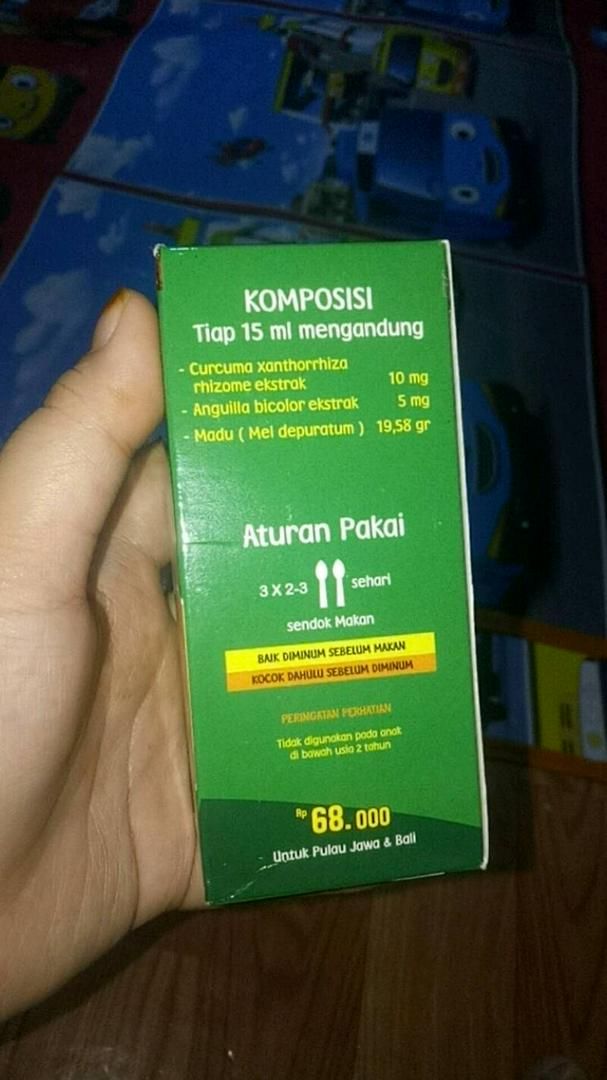 KOMPOSISI
Tiap 15 ml mengandung
- Curcuma xanthorrhiza
rhizome ekstrak 10 mg
- Anguilla bicolor ekstrak 5 mg
- Madu ( Mel depuratum ) 19,58 gr
Aturan Pakai
3 X 2-3 sehari
sendok Makan
BAIK DIMINUM SEBELUM MAKAN
KOCOK DAHULU SEBELUM DIMINUM
PERINGATAN PERHATIAN
Tidak digunakan pada anak
di bawah usia 2 tahun
Rp 68.000
Untuk Pulau Jawa & Bali